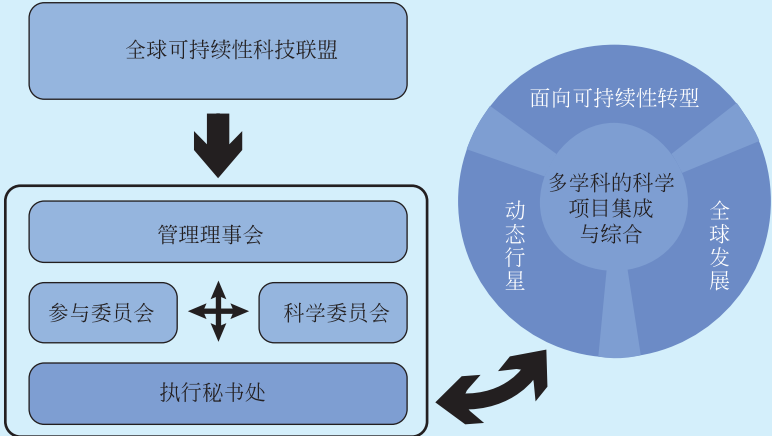 全球可持续性科技联盟
管理理事会
参与委员会
科学委员会
执行秘书处
面向可持续性转型
多学科的科学
项目集成
与综合
动态行星
全球发展